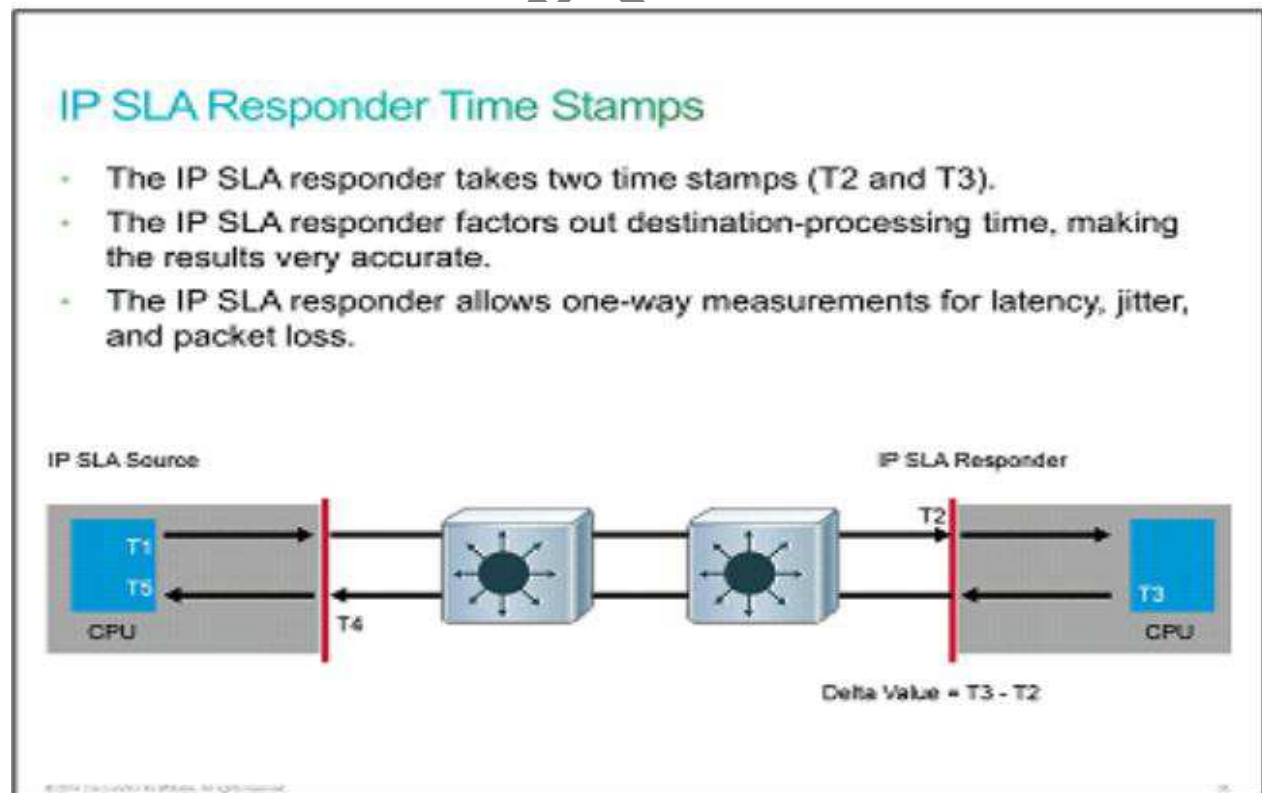 IP SLA Responder Time Stamps
The IP SLA responder takes two time stamps (T2 and T3).
The IP SLA responder factors out destination-processing time, making
the results very accurate.
The IP SLA responder allows one-way measurements for latency, jitter,
and packet loss.
IP SLA Source
IP SLA Responder
T1
T5
CPU
T4
T2
T3
CPU
Delta Value = T3 - T2